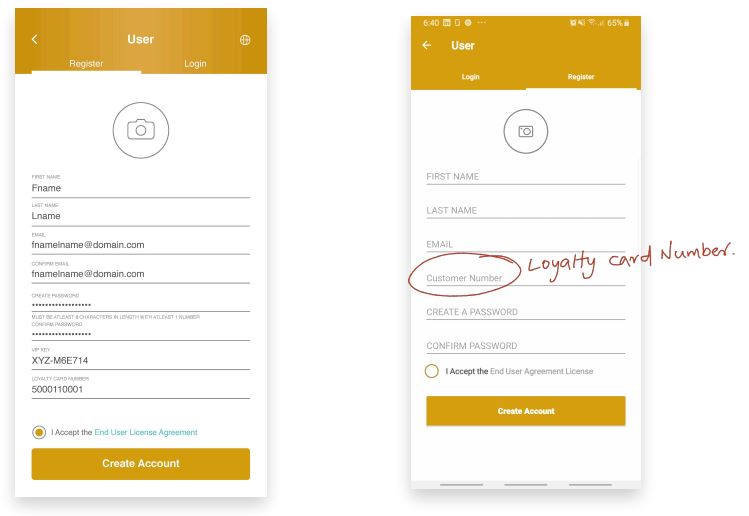 User
Register Login
FIRST NAME
Fname
LAST NAME
Lname
EMAIL
fnamelname@domain.com
CONFIRM EMAIL
fnamelname@domain.com
CREATE PASSWORD
••••••••••••••••••
MUST BE ATLEAST 8 CHARACTERS IN LENGTH WITH ATLEAST 1 NUMBER
CONFIRM PASSWORD
••••••••••••••••••
VIP KEY
XYZ-M6E714
LOYALTY CARD NUMBER
5000110001
I Accept the End User License Agreement
Create Account
6:40 65%
User
Login Register
FIRST NAME
LAST NAME
EMAIL
Customer Number
Loyalty card Number.
CREATE A PASSWORD
CONFIRM PASSWORD
I Accept the End User Agreement License
Create Account